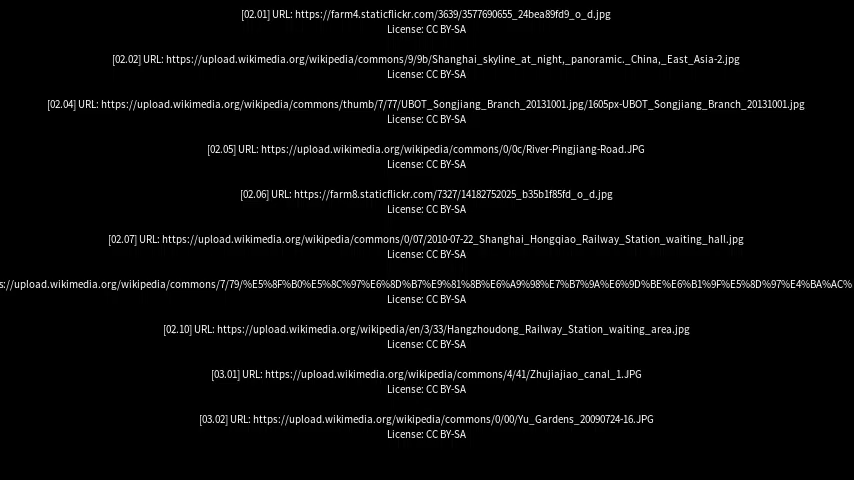 [02.01] URL: https://farm4.staticflickr.com/3639/3577690655_24bea89fd9_o_d.jpg
License: CC BY-SA
[02.02] URL: https://upload.wikimedia.org/wikipedia/commons/9/9b/Shanghai_skyline_at_night,_panoramic._China,_East_Asia-2.jpg
License: CC BY-SA
[02.04] URL: https://upload.wikimedia.org/wikipedia/commons/thumb/7/77/UBOT_Songjiang_Branch_20131001.jpg/1605px-UBOT_Songjiang_Branch_20131001.jpg
License: CC BY-SA
[02.05] URL: https://upload.wikimedia.org/wikipedia/commons/0/0c/River-Pingjiang-Road.JPG
License: CC BY-SA
[02.06] URL: https://farm8.staticflickr.com/7327/14182752025_b35b1f85fd_o_d.jpg
License: CC BY-SA
[02.07] URL: https://upload.wikimedia.org/wikipedia/commons/0/07/2010-07-22_Shanghai_Hongqiao_Railway_Station_waiting_hall.jpg
License: CC BY-SA
s://upload.wikimedia.org/wikipedia/commons/7/79/%E5%8F%B0%E5%8C%97%E6%8D%B7%E9%81%8B%E6%A9%98%E7%B7%9A%E6%9D%BE%E6%B1%9F%E5%8D%97%E4%BA%AC%
License: CC BY-SA
[02.10] URL: https://upload.wikimedia.org/wikipedia/en/3/33/Hangzhoudong_Railway_Station_waiting_area.jpg
License: CC BY-SA
[03.01] URL: https://upload.wikimedia.org/wikipedia/commons/4/41/Zhujiajiao_canal_1.JPG
License: CC BY-SA
[03.02] URL: https://upload.wikimedia.org/wikipedia/commons/0/00/Yu_Gardens_20090724-16.JPG
License: CC BY-SA